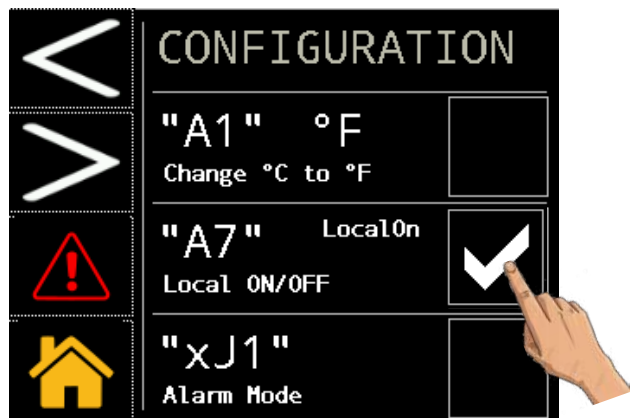 CONFIGURATION
"A1" °F
Change °C to °F
"A7" LocalOn
Local ON/OFF
"xJ1"
Alarm Mode